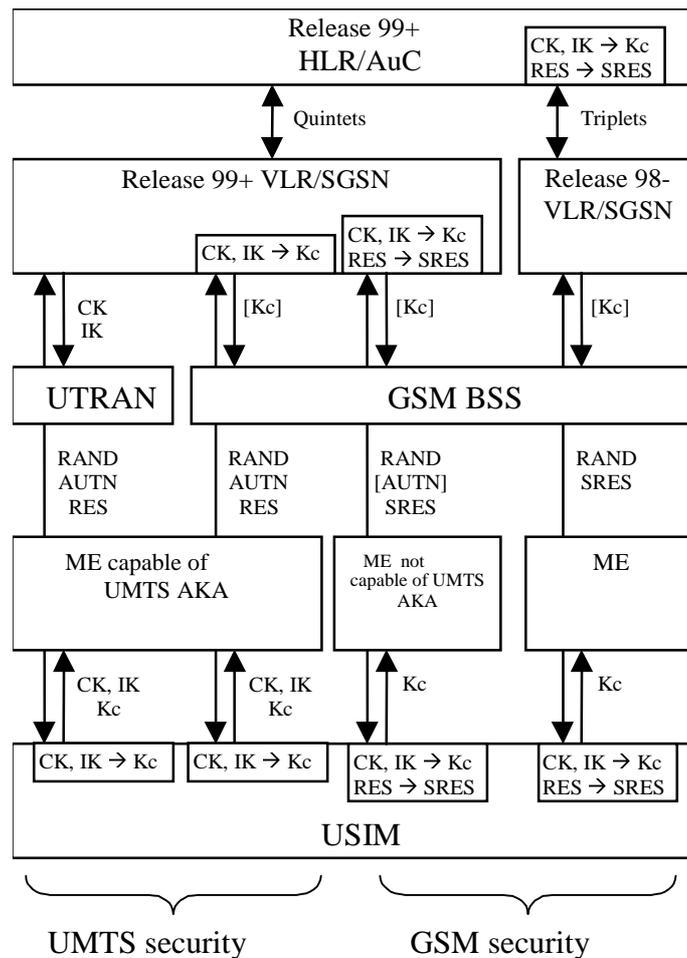 Release 99+
HLR/AuC
CK, IK → Kc
RES → SRES
Quintets
Triplets
Release 99+ VLR/SGSN
Release 98-
VLR/SGSN
CK, IK → Kc
CK, IK → Kc
RES → SRES
CK
IK
[Kc]
[Kc]
[Kc]
UTRAN
GSM BSS
RAND
AUTN
RES
RAND
AUTN
RES
RAND
[AUTN]
SRES
RAND
SRES
ME capable of
UMTS AKA
ME not
capable of UMTS
AKA
ME
CK, IK
Kc
CK, IK
Kc
Kc
Kc
CK, IK → Kc
CK, IK → Kc
CK, IK → Kc
RES → SRES
CK, IK → Kc
RES → SRES
USIM
UMTS security
GSM security